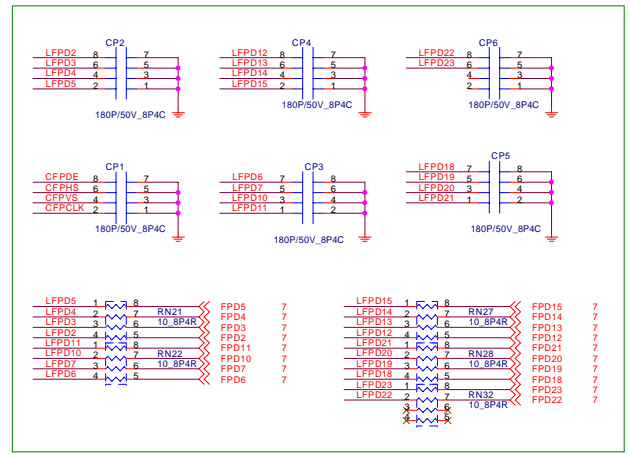 CP2 CP4 CP6
LFPD2 8 7 LFPD12 8 7 LFPD22 8 7
LFPD3 6 5 LFPD13 6 5 LFPD23 6 5
LFPD4 4 3 LFPD14 4 3 4 3
LFPD5 2 1 LFPD15 2 1 2 1
180P/50V_8P4C 180P/50V_8P4C 180P/50V_8P4C
CP1 CP3 CP5
CFPDE 8 7 LFPD6 7 8 LFPD18 7 8
CFPHS 6 5 LFPD7 5 6 LFPD19 5 6
CFPVS 4 3 LFPD10 3 4 LFPD20 3 4
CFPCLK 2 1 LFPD11 1 2 LFPD21 1 2
180P/50V_8P4C 180P/50V_8P4C 180P/50V_8P4C
LFPD5 1 8 FPD5 7 LFPD15 1 8 FPD15 7
LFPD4 2 7 RN21 FPD4 7 LFPD14 2 7 RN27 FPD14 7
LFPD3 3 6 10_8P4R FPD3 7 LFPD13 3 6 10_8P4R FPD13 7
LFPD2 4 5 FPD2 7 LFPD12 4 5 FPD12 7
LFPD11 1 8 FPD11 7 LFPD21 1 8 FPD21 7
LFPD10 2 7 RN22 FPD10 7 LFPD20 2 7 RN28 FPD20 7
LFPD7 3 6 10_8P4R FPD7 7 LFPD19 3 6 10_8P4R FPD19 7
LFPD6 4 5 FPD6 7 LFPD18 4 5 FPD18 7
LFPD23 1 8 FPD23 7
LFPD22 2 7 RN32 FPD22 7
3 6 10_8P4R
4 5